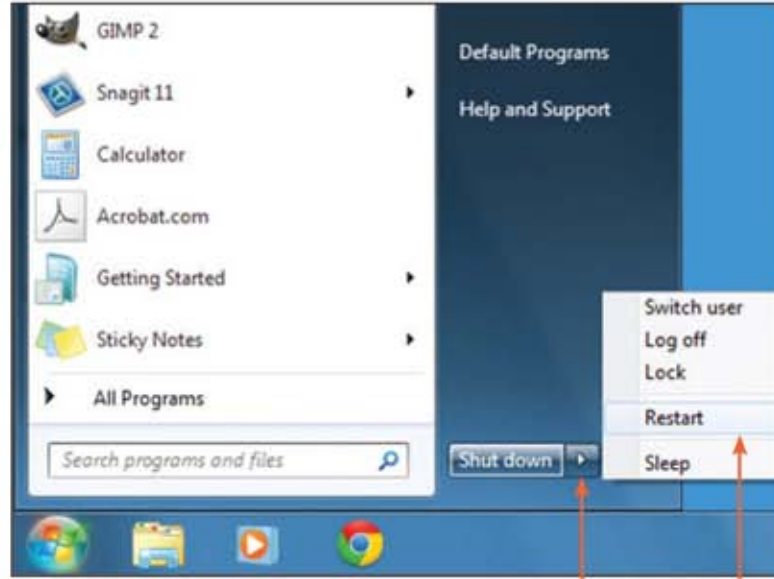 GIMP 2
Snagit 11
Calculator
Acrobat.com
Getting Started
Sticky Notes
All Programs
Search programs and files
Default Programs
Help and Support
Shut down
Switch user
Log off
Lock
Restart
Sleep